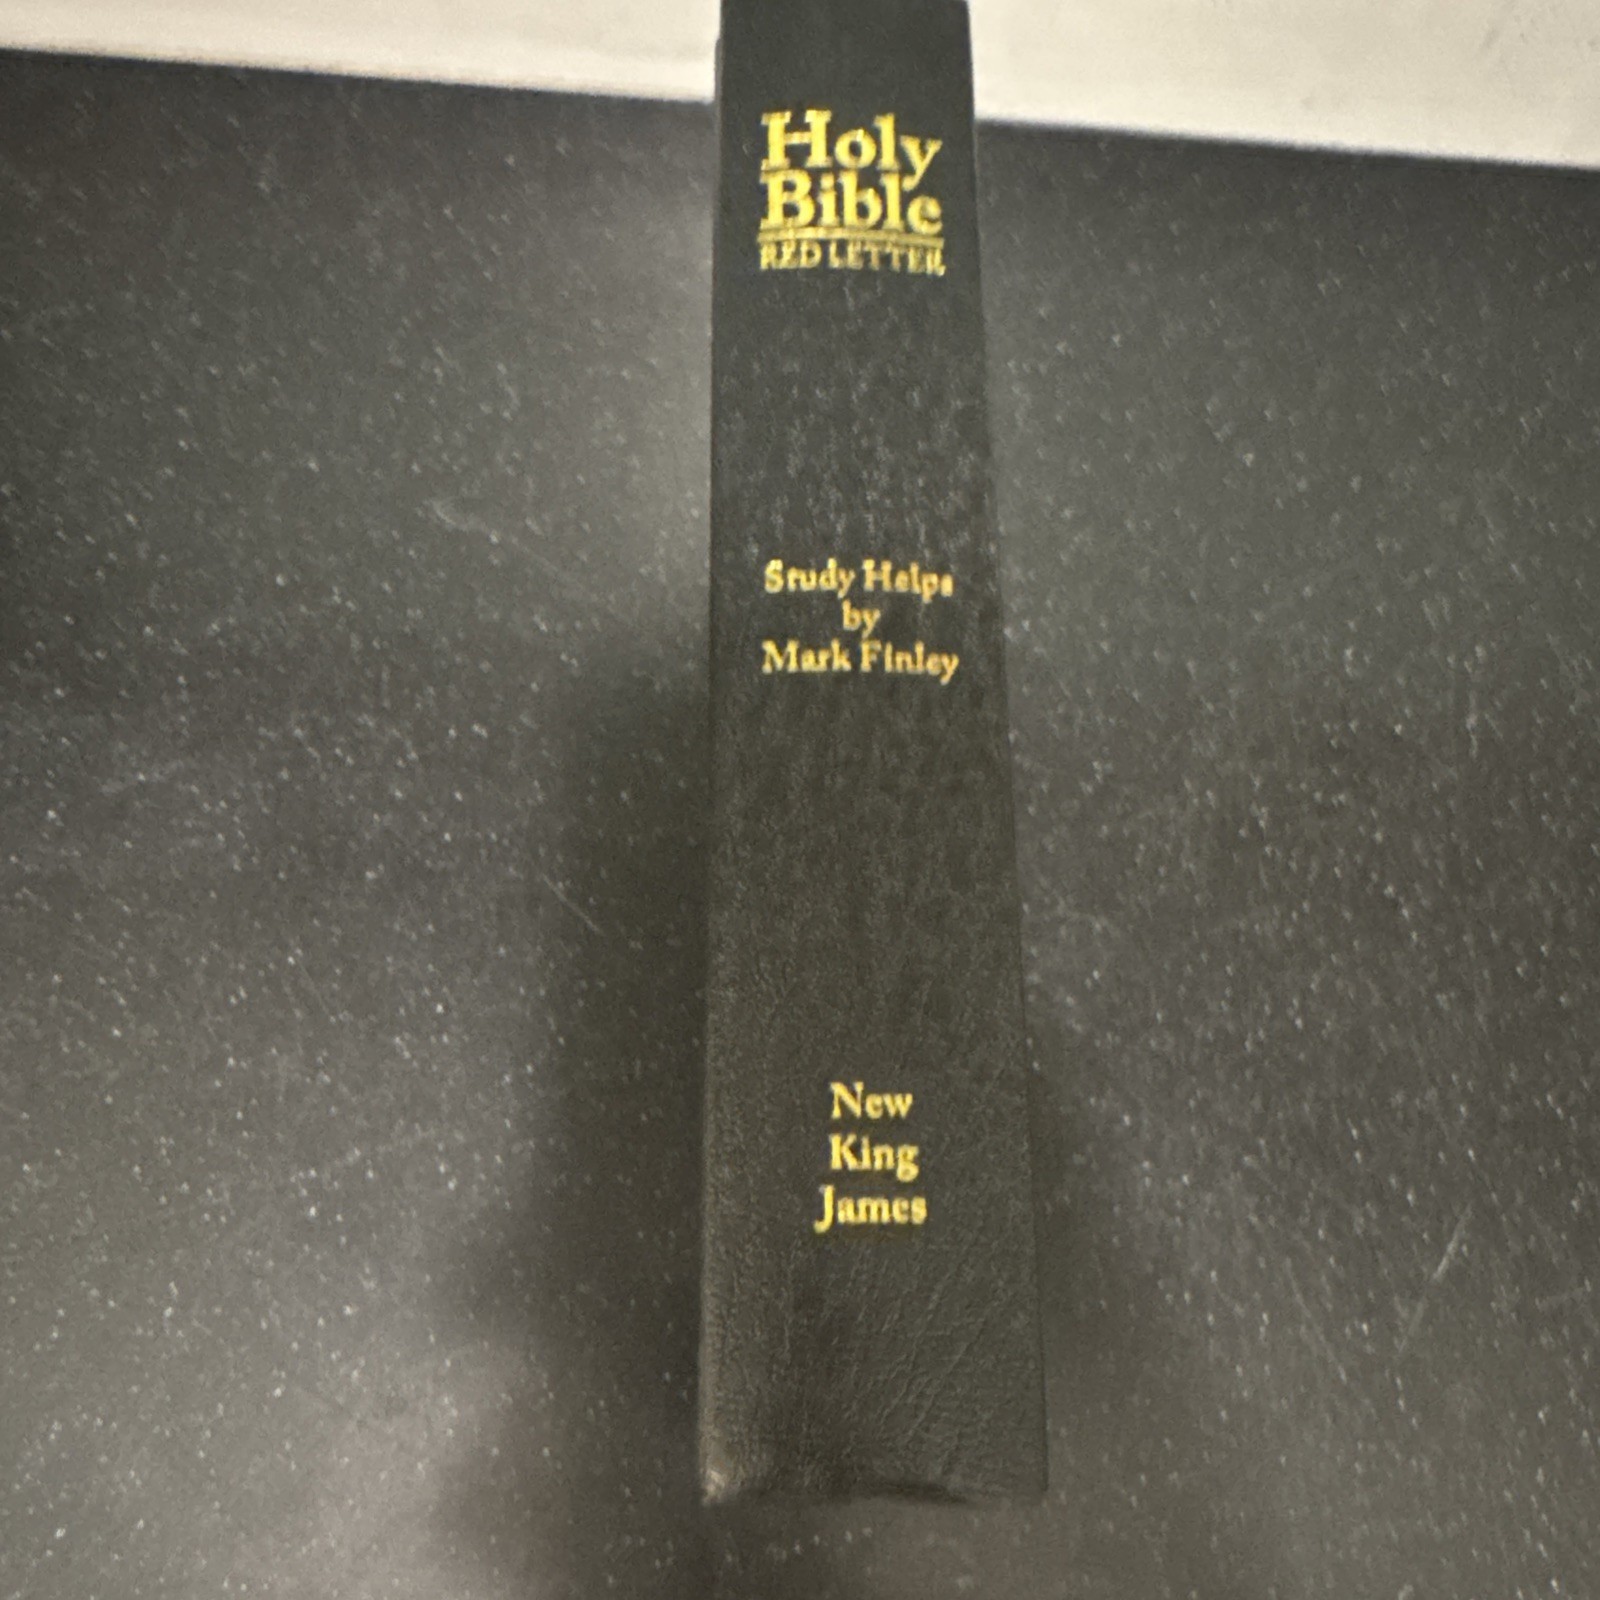 Holy
Bible
RED LETTER
Study Helps
by
Mark Finley
New
King
James